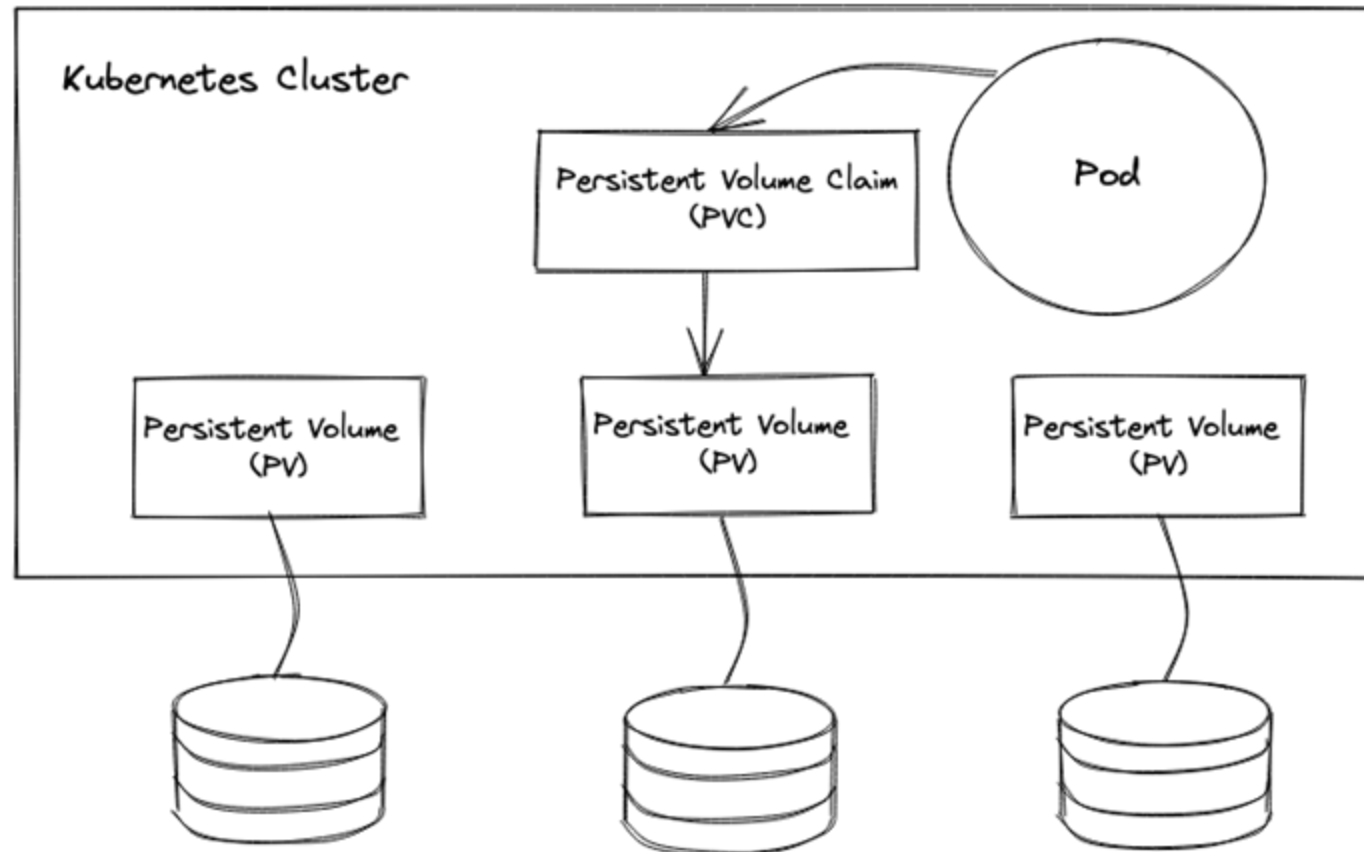 Kubernetes Cluster
Pod
Persistent Volume Claim
(PVC)
Persistent Volume
(PV)
Persistent Volume
(PV)
Persistent Volume
(PV)